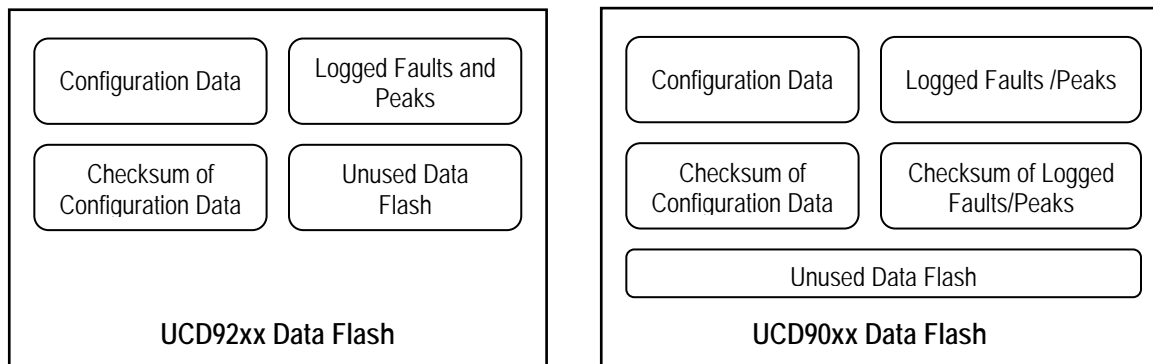 Configuration Data
Logged Faults and
Peaks
Checksum of
Configuration Data
Unused Data
Flash
UCD92xx Data Flash
Configuration Data
Logged Faults /Peaks
Checksum of
Configuration Data
Checksum of Logged
Faults/Peaks
Unused Data Flash
UCD90xx Data Flash